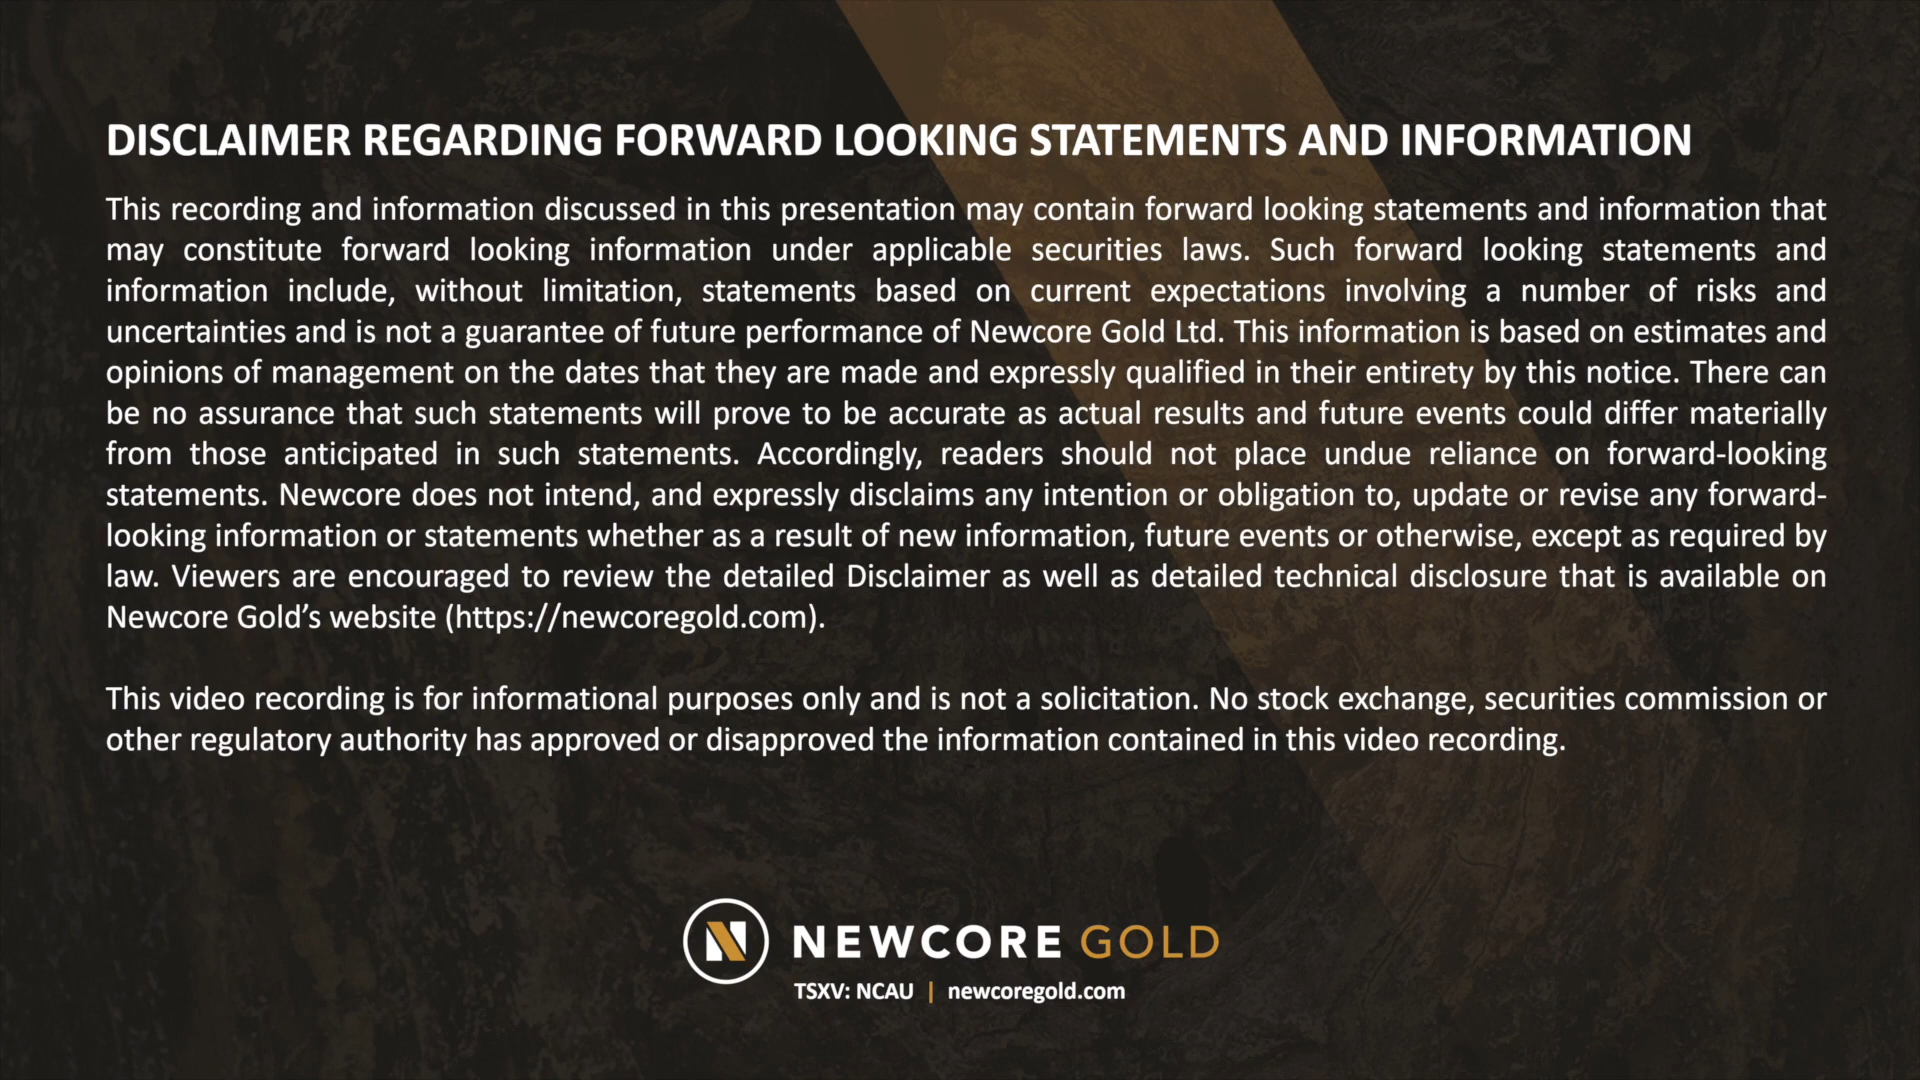 DISCLAIMER REGARDING FORWARD LOOKING STATEMENTS AND INFORMATION
This recording and information discussed in this presentation may contain forward looking statements and information that
may constitute forward looking information under applicable securities laws. Such forward looking statements and
information include, without limitation, statements based on current expectations involving a number of risks and
uncertainties and is not a guarantee of future performance of Newcore Gold Ltd. This information is based on estimates and
opinions of management on the dates that they are made and expressly qualified in their entirety by this notice. There can
be no assurance that such statements will prove to be accurate as actual results and future events could differ materially
from those anticipated in such statements. Accordingly, readers should not place undue reliance on forward-looking
statements. Newcore does not intend, and expressly disclaims any intention or obligation to, update or revise any forward-
looking information or statements whether as a result of new information, future events or otherwise, except as required by
law. Viewers are encouraged to review the detailed Disclaimer as well as detailed technical disclosure that is available on
Newcore Gold’s website (https://newcoregold.com).
This video recording is for informational purposes only and is not a solicitation. No stock exchange, securities commission or
other regulatory authority has approved or disapproved the information contained in this video recording.
N NEWCORE GOLD
TSXV: NCAU | newcoregold.com